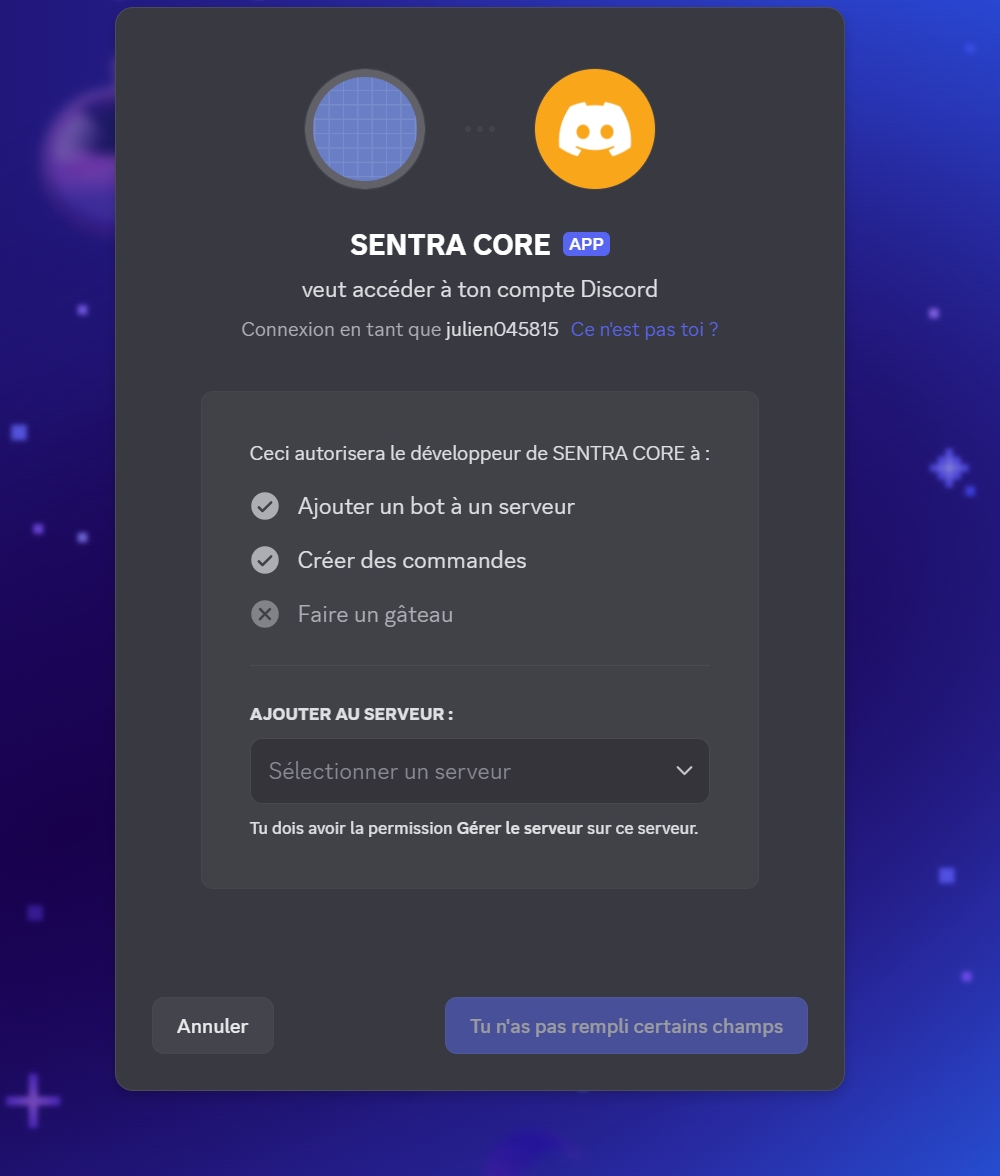 SENTRA CORE APP
veut accéder à ton compte Discord
Connexion en tant que julien045815 Ce n'est pas toi ?
Ceci autorisera le développeur de SENTRA CORE à :
Ajouter un bot à un serveur
Créer des commandes
Faire un gâteau
AJOUTER AU SERVEUR :
Sélectionner un serveur
Tu dois avoir la permission Gérer le serveur sur ce serveur.
Annuler
Tu n'as pas rempli certains champs